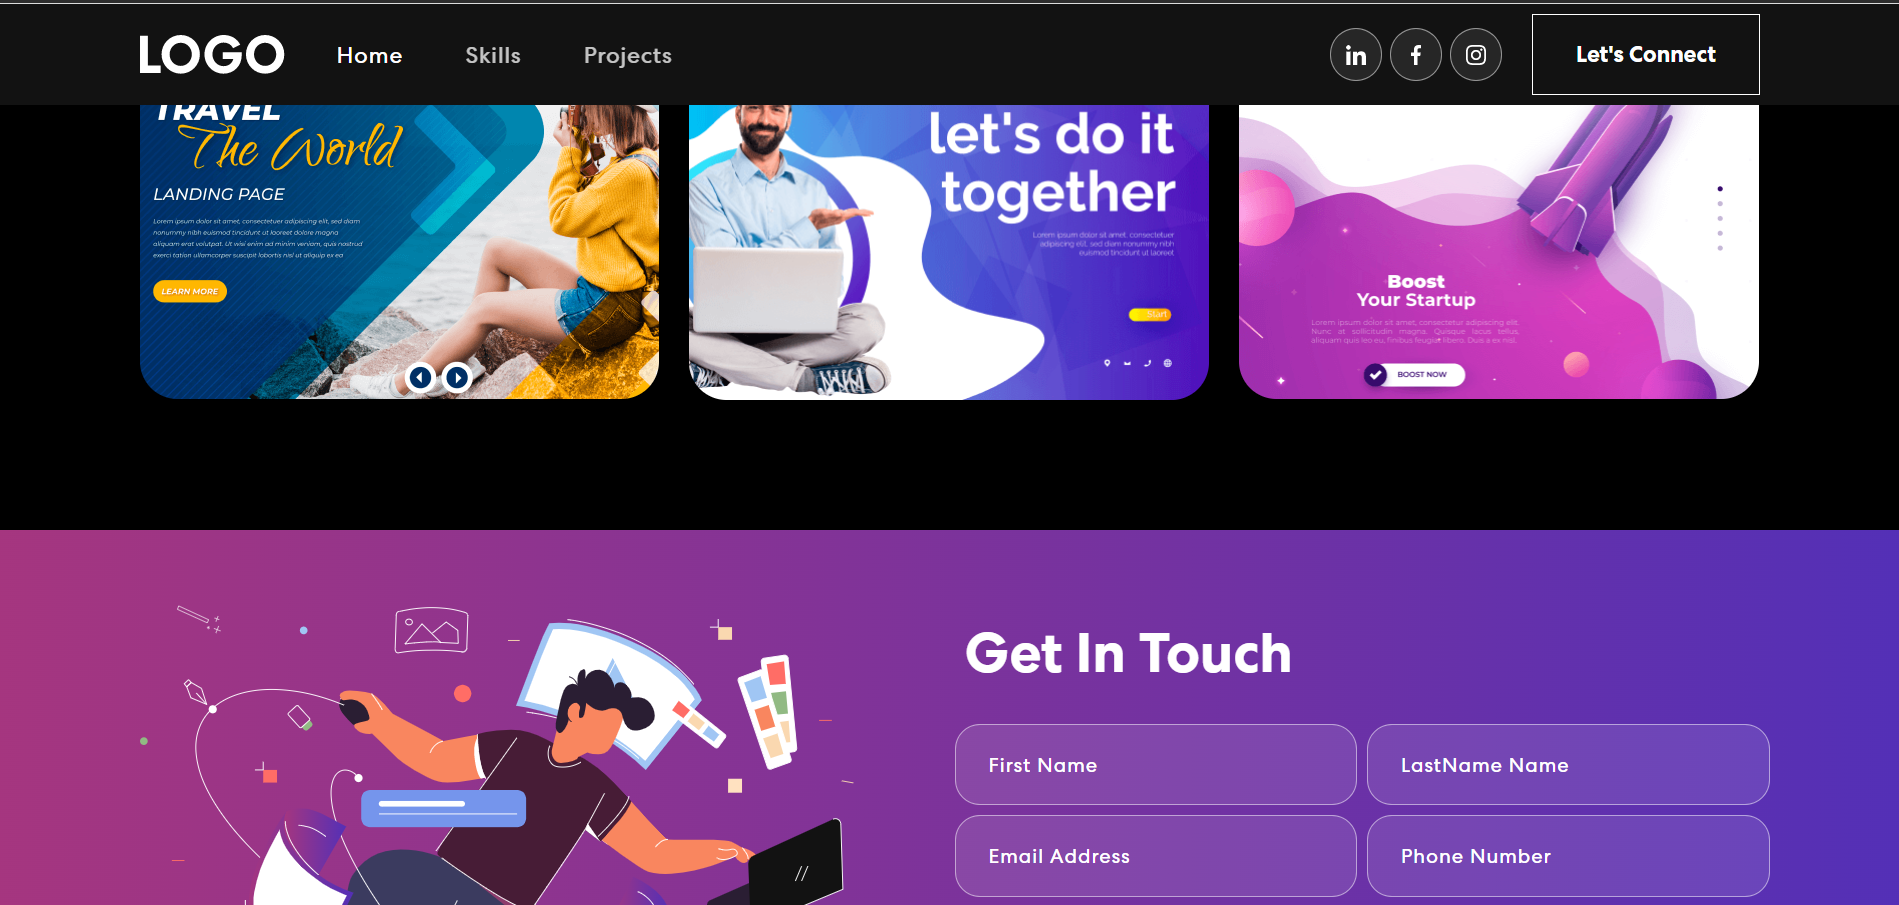 LOGO
Home
Skills
Projects
in
f
Let's Connect
TRAVEL
The World
LANDING PAGE
Lorem ipsum dolor sit amet, consectetuer adipiscing elit, sed diam
nonummy nibh euismod tincidunt ut laoreet dolore magna
aliquam erat volutpat. Ut wisi enim ad minim veniam, quis nostrud
exerci tation ullamcorper suscipit lobortis nisl ut aliquip ex ea
LEARN MORE
let's do it
together
Lorem ipsum dolor sit amet, consectetuer
adipiscing elit, sed diam nonummy nibh
euismod tincidunt ut laoreet
Start
Boost
Your Startup
Lorem ipsum dolor sit amet, consectetur adipiscing elit.
Nunc at sollicitudin magna. Quisque lacus tellus,
aliquam quis leo eu, finibus feugiat libero. Duis a ex nisl.
BOOST NOW
Get In Touch
First Name
LastName Name
Email Address
Phone Number
//